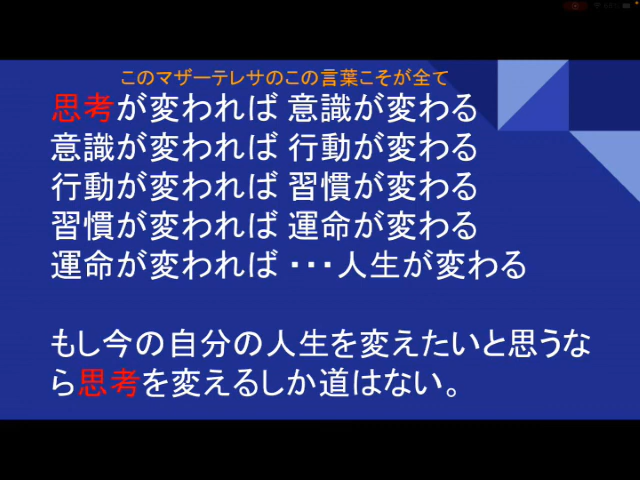 このマザーテレサのこの言葉こそが全て
思考が変われば 意識が変わる
意識が変われば 行動が変わる
行動が変われば 習慣が変わる
習慣が変われば 運命が変わる
運命が変われば ・・・人生が変わる
もし今の自分の人生を変えたいと思うな
ら思考を変えるしか道はない。